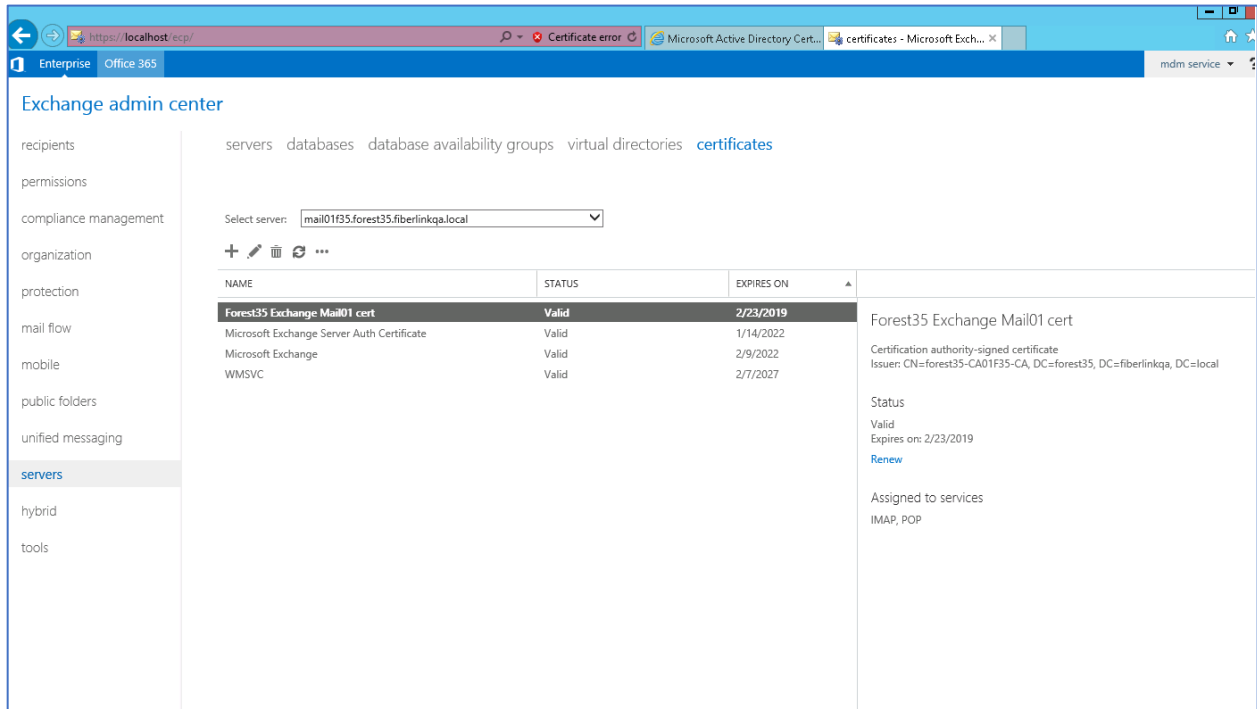 https://localhost/ecp/ Certificate error Microsoft Active Directory Cert... certificates - Microsoft Exch...
Enterprise Office 365 mdm service ?
Exchange admin center
recipients
permissions
compliance management
organization
protection
mail flow
mobile
public folders
unified messaging
servers
hybrid
tools
servers databases database availability groups virtual directories certificates
Select server: mail01f35.forest35.fiberlinkqa.local
NAME STATUS EXPIRES ON
Forest35 Exchange Mail01 cert Valid 2/23/2019
Microsoft Exchange Server Auth Certificate Valid 1/14/2022
Microsoft Exchange Valid 2/9/2022
WMSVC Valid 2/7/2027
Forest35 Exchange Mail01 cert
Certification authority-signed certificate
Issuer: CN=forest35-CA01F35-CA, DC=forest35, DC=fiberlinkqa, DC=local
Status
Valid
Expires on: 2/23/2019
Renew
Assigned to services
IMAP, POP